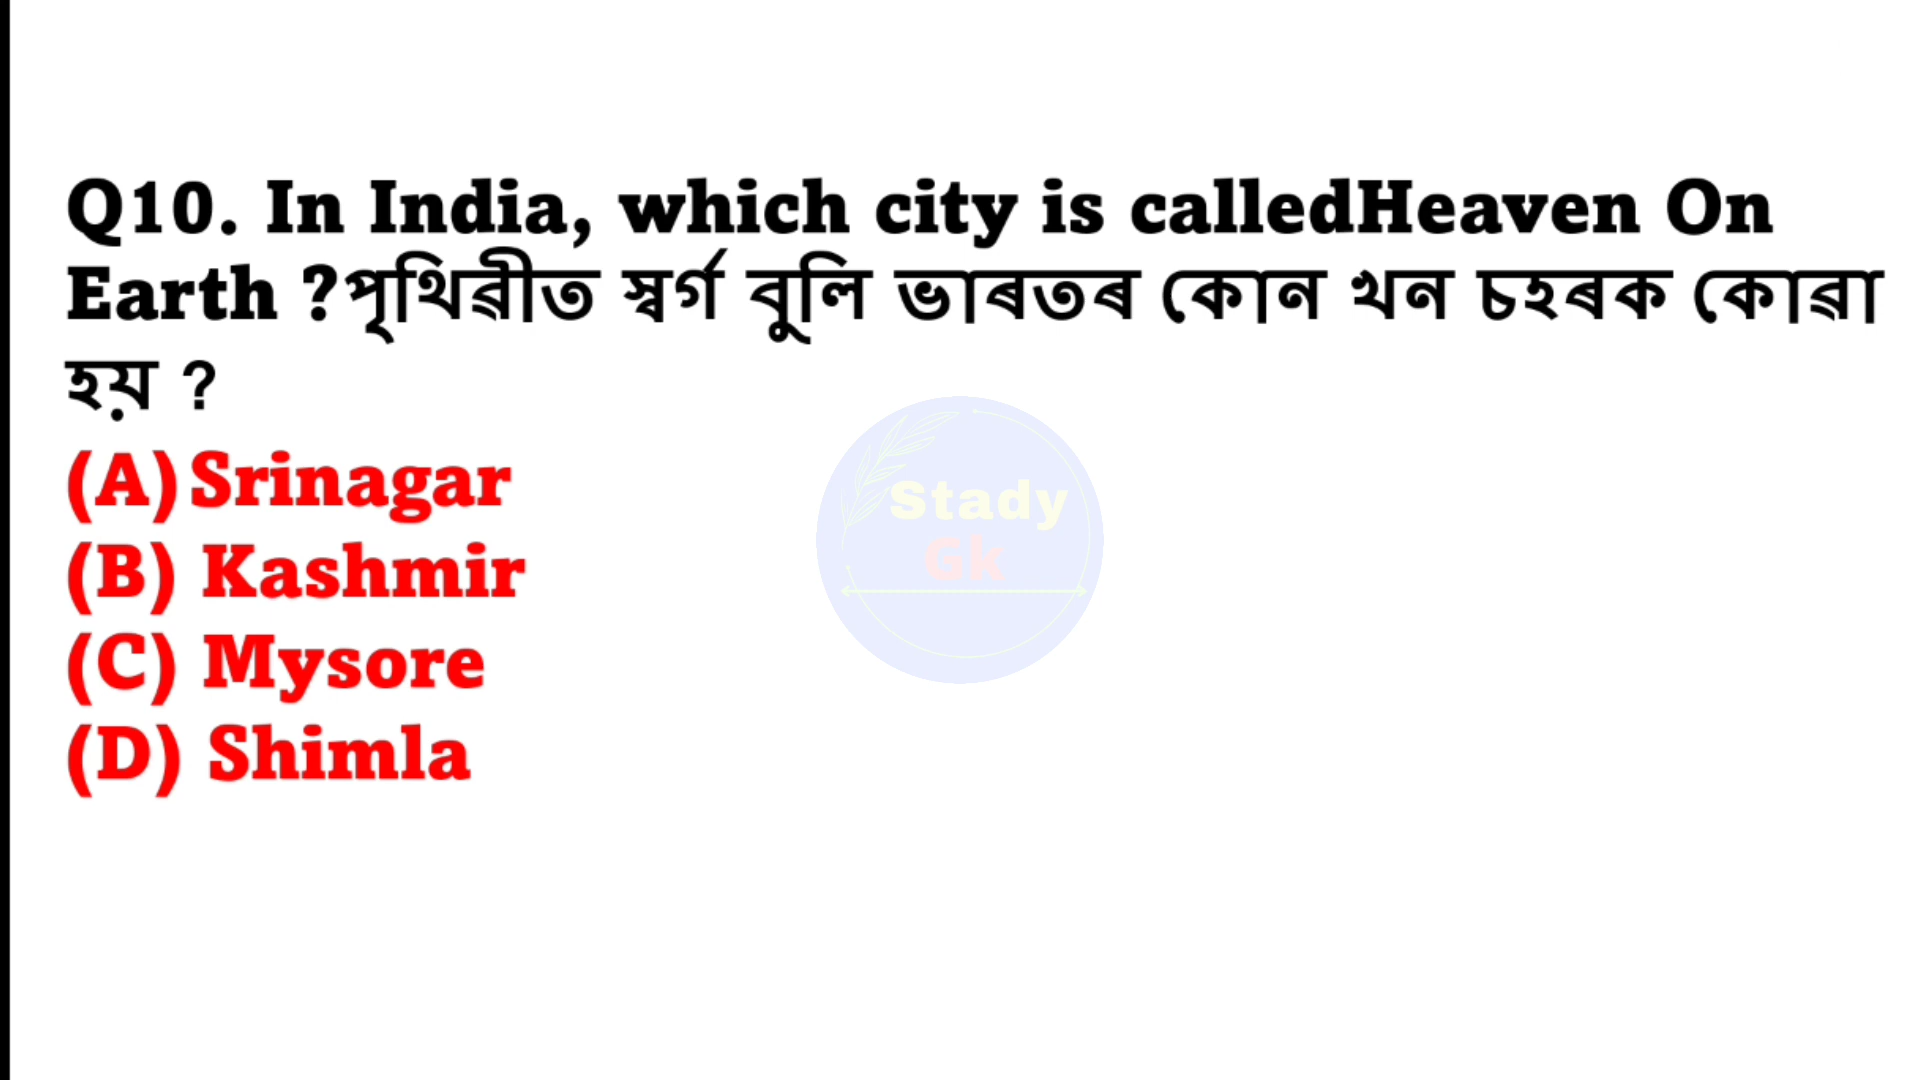 Q10. In India, which city is calledHeaven On
Earth ?পৃথিৱীত স্বৰ্গ বুলি ভাৰতৰ কোন খন চহৰক কোৱা
হয় ?
(A)Srinagar
(B) Kashmir
(C) Mysore
(D) Shimla
Stady
Gk